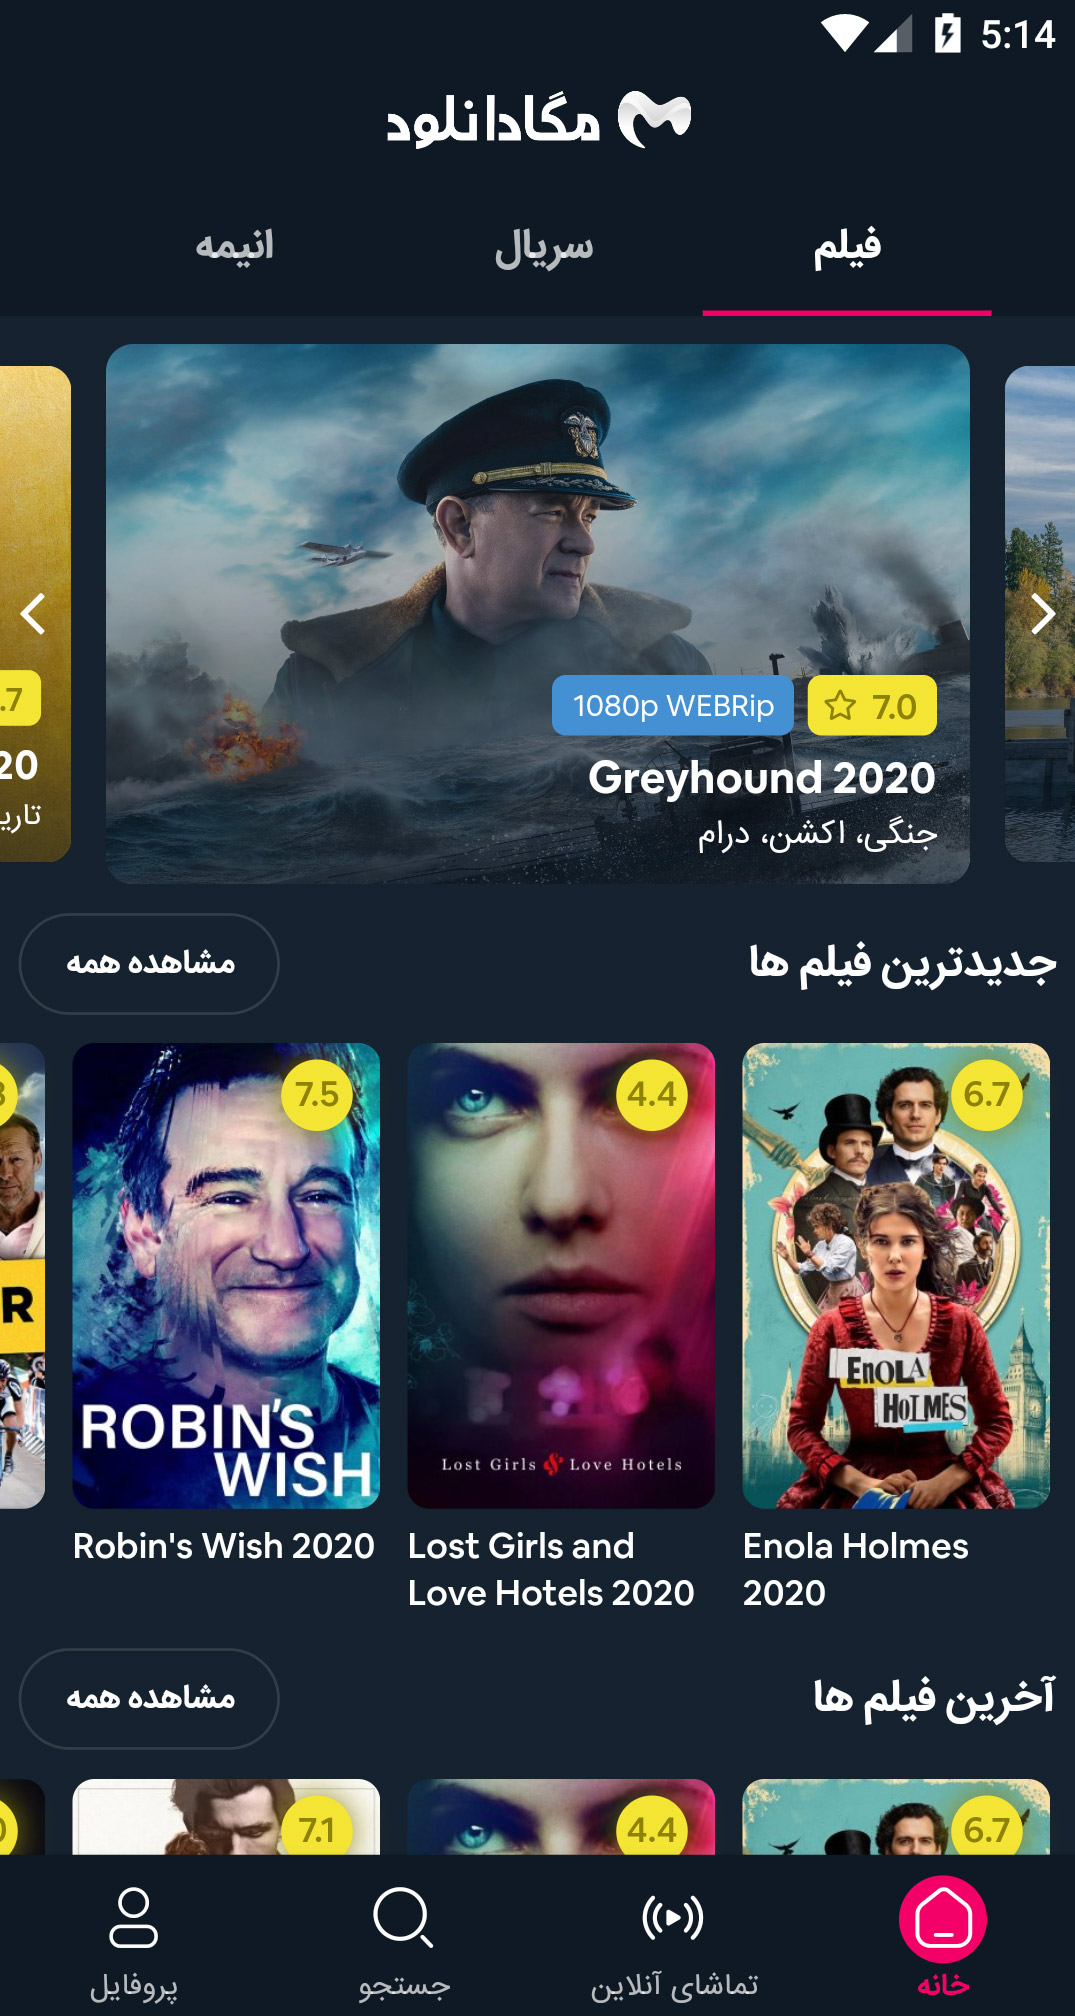 5:14
مگادانلود
فیلم
سریال
انیمه
1080p WEBRip
7.0
Greyhound 2020
جنگی، اکشن، درام
.7
20
جدیدترین فیلم ها
مشاهده همه
6.7
ENOLA
HOLMES
Enola Holmes
2020
4.4
Lost Girls & Love Hotels
Lost Girls and
Love Hotels 2020
7.5
ROBIN'S
WISH
Robin's Wish 2020
R
آخرین فیلم ها
مشاهده همه
6.7
4.4
7.1
خانه
تماشای آنلاین
جستجو
پروفایل